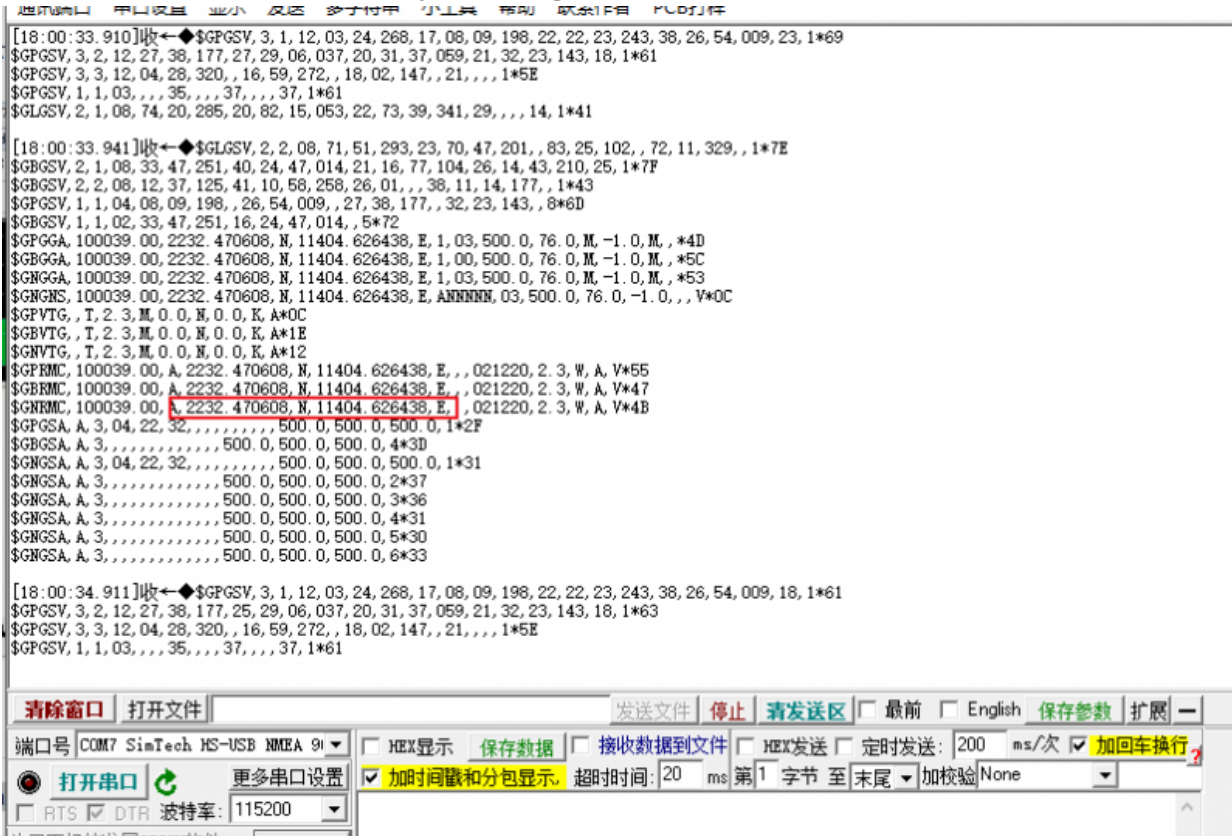 通讯端口 串口设置 显示 发送 多字符串 小工具 帮助 联系作者 PCB打样
[18:00:33.910]收←◆$GPGSV,3,1,12,03,24,268,17,08,09,198,22,22,23,243,38,26,54,009,23,1*69
$GPGSV,3,2,12,27,38,177,27,29,06,037,20,31,37,059,21,32,23,143,18,1*61
$GPGSV,3,3,12,04,28,320,,16,59,272,,18,02,147,,21,,,,1*5E
$GPGSV,1,1,03,,,,35,,,,37,,,,37,1*61
$GLGSV,2,1,08,74,20,285,20,82,15,053,22,73,39,341,29,,,,14,1*41
[18:00:33.941]收←◆$GLGSV,2,2,08,71,51,293,23,70,47,201,,83,25,102,,72,11,329,,1*7E
$GBGSV,2,1,08,33,47,251,40,24,47,014,21,16,77,104,26,14,43,210,25,1*7F
$GBGSV,2,2,08,12,37,125,41,10,58,258,26,01,,,38,11,14,177,,1*43
$GPGSV,1,1,04,08,09,198,,26,54,009,,27,38,177,,32,23,143,,8*6D
$GBGSV,1,1,02,33,47,251,16,24,47,014,,5*72
$GPGGA,100039.00,2232.470608,N,11404.626438,E,1,03,500.0,76.0,M,-1.0,M,,*4D
$GBGGA,100039.00,2232.470608,N,11404.626438,E,1,00,500.0,76.0,M,-1.0,M,,*5C
$GNGGA,100039.00,2232.470608,N,11404.626438,E,1,03,500.0,76.0,M,-1.0,M,,*53
$GNGNS,100039.00,2232.470608,N,11404.626438,E,ANNNNN,03,500.0,76.0,-1.0,,,V*0C
$GPVTG,,T,2.3,M,0.0,N,0.0,K,A*0C
$GBVTG,,T,2.3,M,0.0,N,0.0,K,A*1E
$GNVTG,,T,2.3,M,0.0,N,0.0,K,A*12
$GPRMC,100039.00,A,2232.470608,N,11404.626438,E,,,021220,2.3,W,A,V*55
$GBRMC,100039.00,A,2232.470608,N,11404.626438,E,,,021220,2.3,W,A,V*47
$GNRMC,100039.00,A,2232.470608,N,11404.626438,E,,,021220,2.3,W,A,V*4B
$GPGSA,A,3,04,22,32,,,,,,,,,,500.0,500.0,500.0,1*2F
$GBGSA,A,3,,,,,,,,,,,,,500.0,500.0,500.0,4*3D
$GNGSA,A,3,04,22,32,,,,,,,,,,500.0,500.0,500.0,1*31
$GNGSA,A,3,,,,,,,,,,,,,500.0,500.0,500.0,2*37
$GNGSA,A,3,,,,,,,,,,,,,500.0,500.0,500.0,3*36
$GNGSA,A,3,,,,,,,,,,,,,500.0,500.0,500.0,4*31
$GNGSA,A,3,,,,,,,,,,,,,500.0,500.0,500.0,5*30
$GNGSA,A,3,,,,,,,,,,,,,500.0,500.0,500.0,6*33
[18:00:34.911]收←◆$GPGSV,3,1,12,03,24,268,17,08,09,198,22,22,23,243,38,26,54,009,18,1*61
$GPGSV,3,2,12,27,38,177,25,29,06,037,20,31,37,059,21,32,23,143,18,1*63
$GPGSV,3,3,12,04,28,320,,16,59,272,,18,02,147,,21,,,,1*5E
$GPGSV,1,1,03,,,,35,,,,37,,,,37,1*61
清除窗口 打开文件 发送文件 停止 清发送区 最前 English 保存参数 扩展 —
端口号 COM7 SimTech HS-USB NMEA 9 HEX显示 保存数据 接收数据到文件 HEX发送 定时发送: 200 ms/次 加回车换行
打开串口 更多串口设置 加时间戳和分包显示, 超时时间: 20 ms 第1 字节 至 末尾 加校验 None
RTS DTR 波特率: 115200